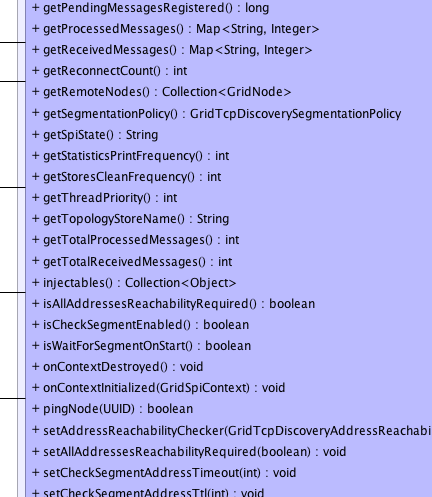 + getPendingMessagesRegistered() : long
+ getProcessedMessages() : Map<String, Integer>
+ getReceivedMessages() : Map<String, Integer>
+ getReconnectCount() : int
+ getRemoteNodes() : Collection<GridNode>
+ getSegmentationPolicy() : GridTcpDiscoverySegmentationPolicy
+ getSpiState() : String
+ getStatisticsPrintFrequency() : int
+ getStoresCleanFrequency() : int
+ getThreadPriority() : int
+ getTopologyStoreName() : String
+ getTotalProcessedMessages() : int
+ getTotalReceivedMessages() : int
+ injectables() : Collection<Object>
+ isAllAddressesReachabilityRequired() : boolean
+ isCheckSegmentEnabled() : boolean
+ isWaitForSegmentOnStart() : boolean
+ onContextDestroyed() : void
+ onContextInitialized(GridSpiContext) : void
+ pingNode(UUID) : boolean
+ setAddressReachabilityChecker(GridTcpDiscoveryAddressReachabi
+ setAllAddressesReachabilityRequired(boolean) : void
+ setCheckSegmentAddressTimeout(int) : void
+ setCheckSegmentAddressTtl(int) : void